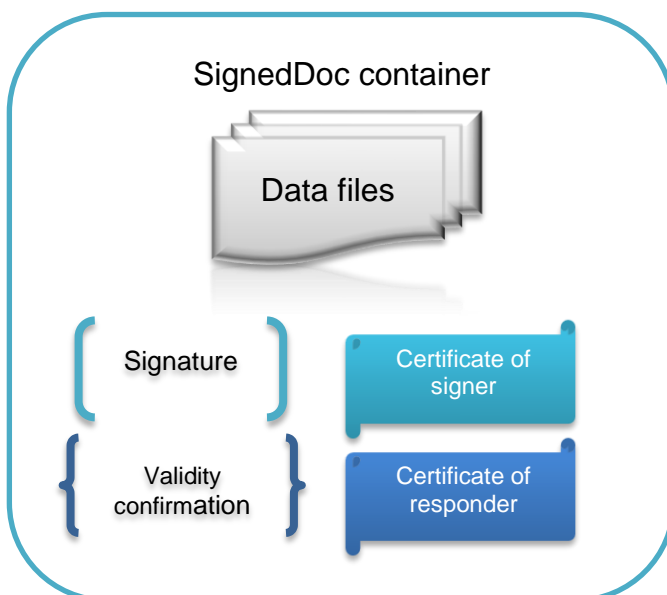 SignedDoc container
Data files
Signature
Certificate of
signer
Validity
confirmation
Certificate of
responder